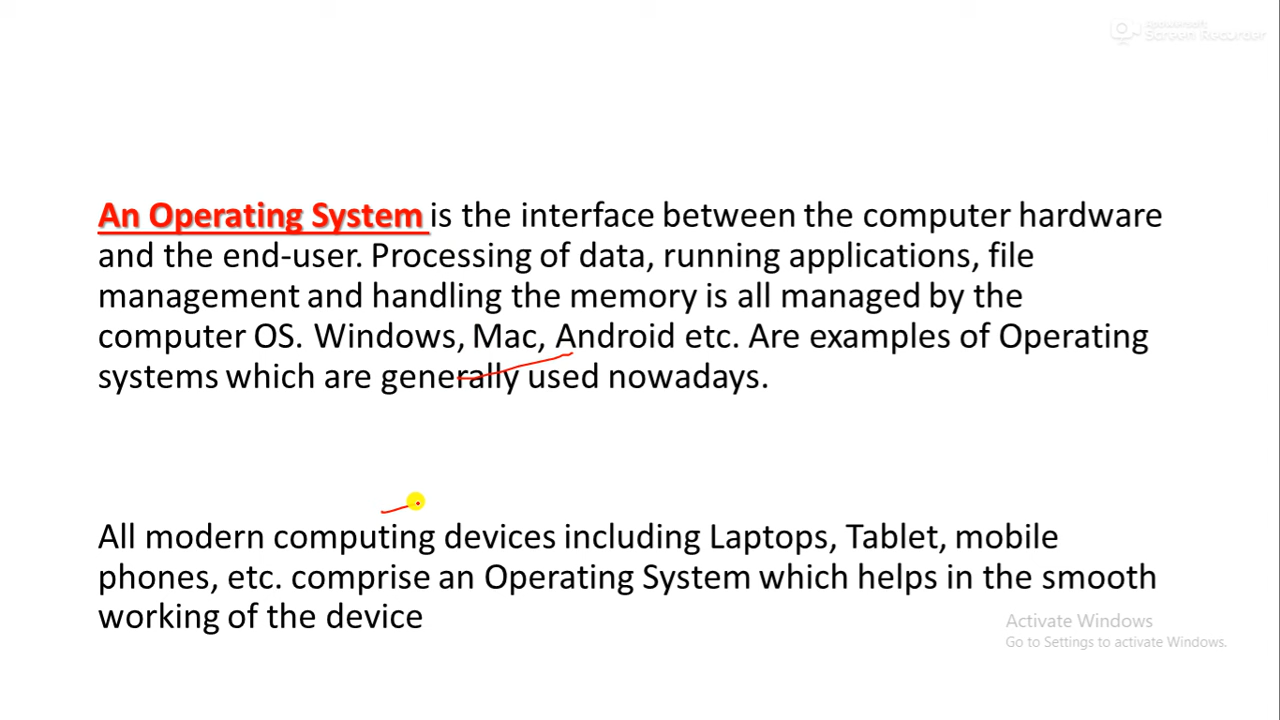 Apowersoft
Screen Recorder
An Operating System is the interface between the computer hardware
and the end-user. Processing of data, running applications, file
management and handling the memory is all managed by the
computer OS. Windows, Mac, Android etc. Are examples of Operating
systems which are generally used nowadays.
All modern computing devices including Laptops, Tablet, mobile
phones, etc. comprise an Operating System which helps in the smooth
working of the device
Activate Windows
Go to Settings to activate Windows.